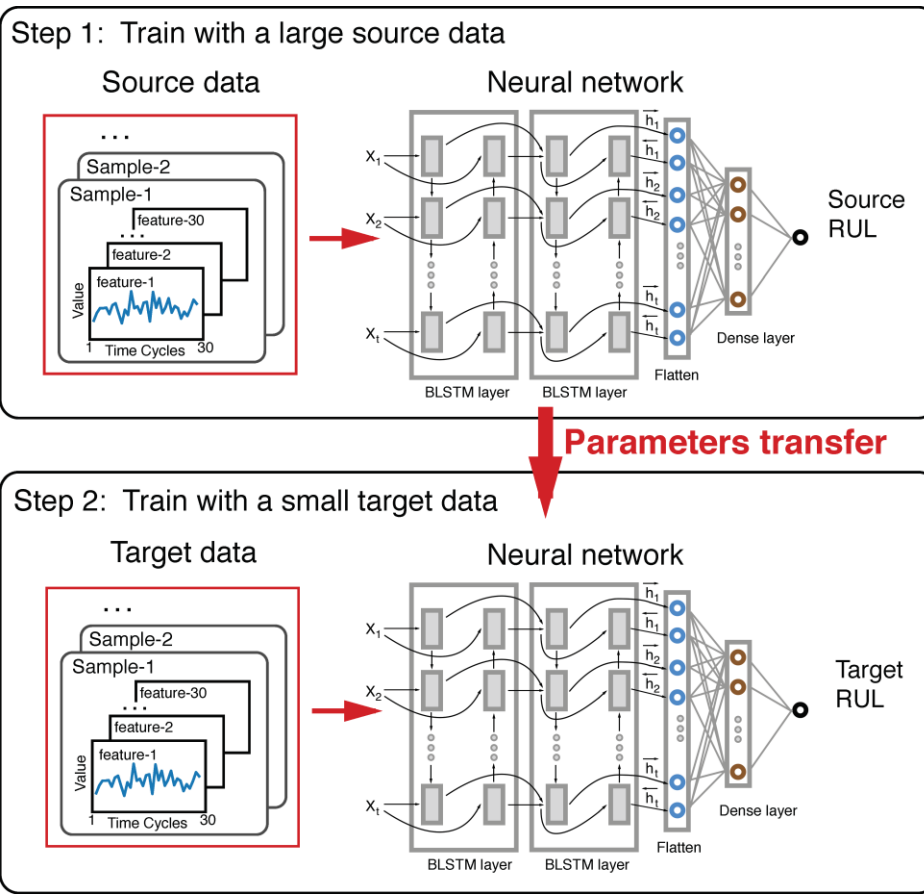 Step 1: Train with a large source data
Source data
Neural network
...
Sample-2
Sample-1
feature-30
...
feature-2
feature-1
Value
1 Time Cycles 30
X₁
X₂
Xₜ
h₁
h₁
h₂
h₂
hₜ
hₜ
BLSTM layer
BLSTM layer
Flatten
Dense layer
Source
RUL
Parameters transfer
Step 2: Train with a small target data
Target data
Neural network
...
Sample-2
Sample-1
feature-30
...
feature-2
feature-1
Value
1 Time Cycles 30
X₁
X₂
Xₜ
h₁
h₁
h₂
h₂
hₜ
hₜ
BLSTM layer
BLSTM layer
Flatten
Dense layer
Target
RUL